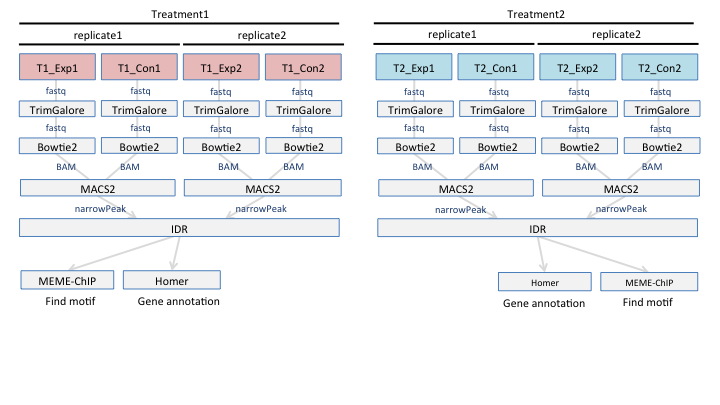 Treatment1 Treatment2
replicate1 replicate2 replicate1 replicate2
T1_Exp1 T1_Con1 T1_Exp2 T1_Con2 T2_Exp1 T2_Con1 T2_Exp2 T2_Con2
fastq fastq fastq fastq fastq fastq fastq fastq
TrimGalore TrimGalore TrimGalore TrimGalore TrimGalore TrimGalore TrimGalore TrimGalore
fastq fastq fastq fastq fastq fastq fastq fastq
Bowtie2 Bowtie2 Bowtie2 Bowtie2 Bowtie2 Bowtie2 Bowtie2 Bowtie2
BAM BAM BAM BAM BAM BAM BAM BAM
MACS2 MACS2 MACS2 MACS2
narrowPeak narrowPeak narrowPeak narrowPeak
IDR IDR
MEME-ChIP Homer Homer MEME-ChIP
Find motif Gene annotation Gene annotation Find motif